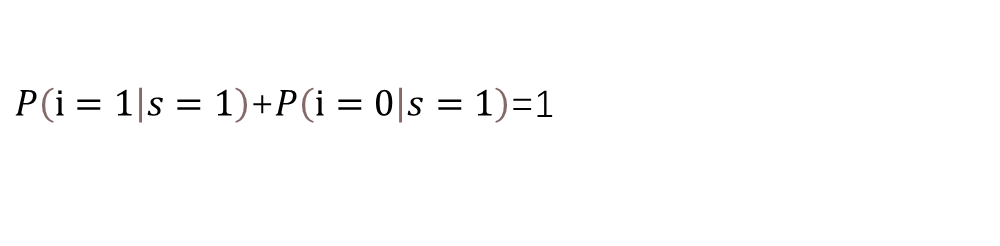 P(i = 1|s = 1)+P(i = 0|s = 1)=1